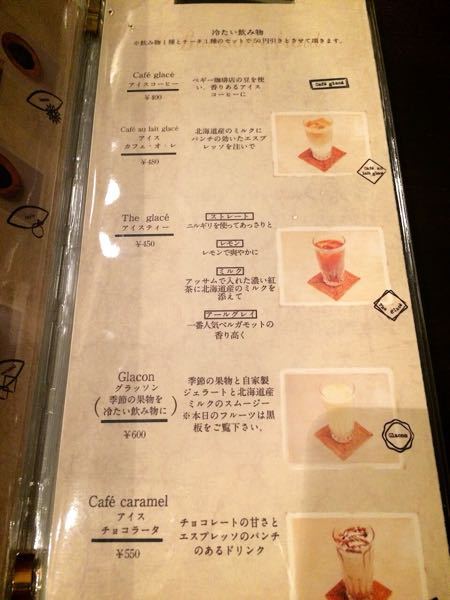 冷たい飲み物
※飲み物1種とケーキ1種のセットで50円引きとさせて頂きます。
Café glacé
アイスコーヒー
¥400
ペギー珈琲店の豆を使
い、香りあるアイス
コーヒーに
Café glacé
Café au lait glacé
アイス
カフェ・オ・レ
¥480
北海道産のミルクに
パンチの効いたエスプ
レッソを注いで
Café au
lait glacé
The glacé
アイスティー
¥450
ストレート
ニルギリを使ってあっさりと
レモン
レモンで爽やかに
ミルク
アッサムで入れた濃い紅
茶に北海道産のミルクを
添えて
アールグレイ
一番人気ベルガモットの
香り高く
The glacé
Glacon
グラッソン
(季節の果物を
冷たい飲み物に)
¥600
季節の果物と自家製
ジェラートと北海道産
ミルクのスムージー
※本日のフルーツは黒
板をご覧下さい。
Glacon
Café caramel
アイス
チョコラータ
¥550
チョコレートの甘さと
エスプレッソのパンチ
のあるドリンク